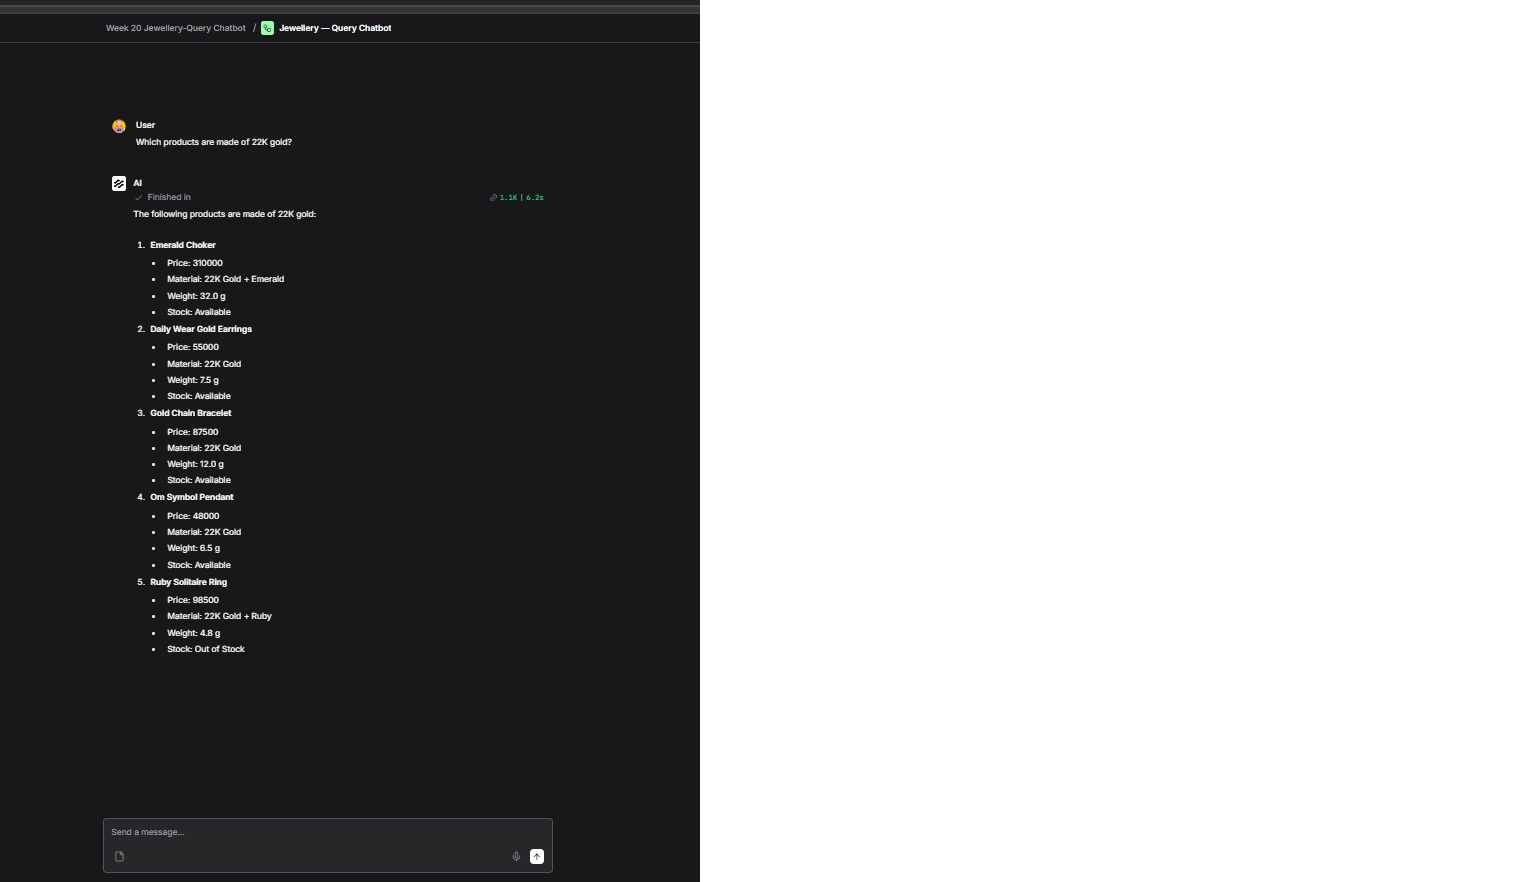 Week 20 Jewellery-Query Chatbot / Jewellery — Query Chatbot
User
Which products are made of 22K gold?
AI
Finished in 1.1K | 6.2s
The following products are made of 22K gold:
1. Emerald Choker
• Price: 310000
• Material: 22K Gold + Emerald
• Weight: 32.0 g
• Stock: Available
2. Daily Wear Gold Earrings
• Price: 55000
• Material: 22K Gold
• Weight: 7.5 g
• Stock: Available
3. Gold Chain Bracelet
• Price: 87500
• Material: 22K Gold
• Weight: 12.0 g
• Stock: Available
4. Om Symbol Pendant
• Price: 48000
• Material: 22K Gold
• Weight: 6.5 g
• Stock: Available
5. Ruby Solitaire Ring
• Price: 98500
• Material: 22K Gold + Ruby
• Weight: 4.8 g
• Stock: Out of Stock
Send a message...